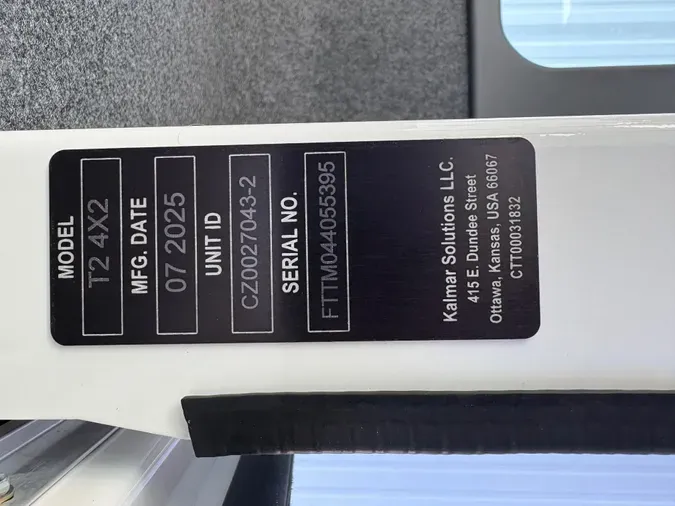 MODEL
T2 4X2
MFG. DATE
07 2025
UNIT ID
CZ0027043-2
SERIAL NO.
FTTM044055395
Kalmar Solutions LLC.
415 E. Dundee Street
Ottawa, Kansas, USA 66067
CTT00031832